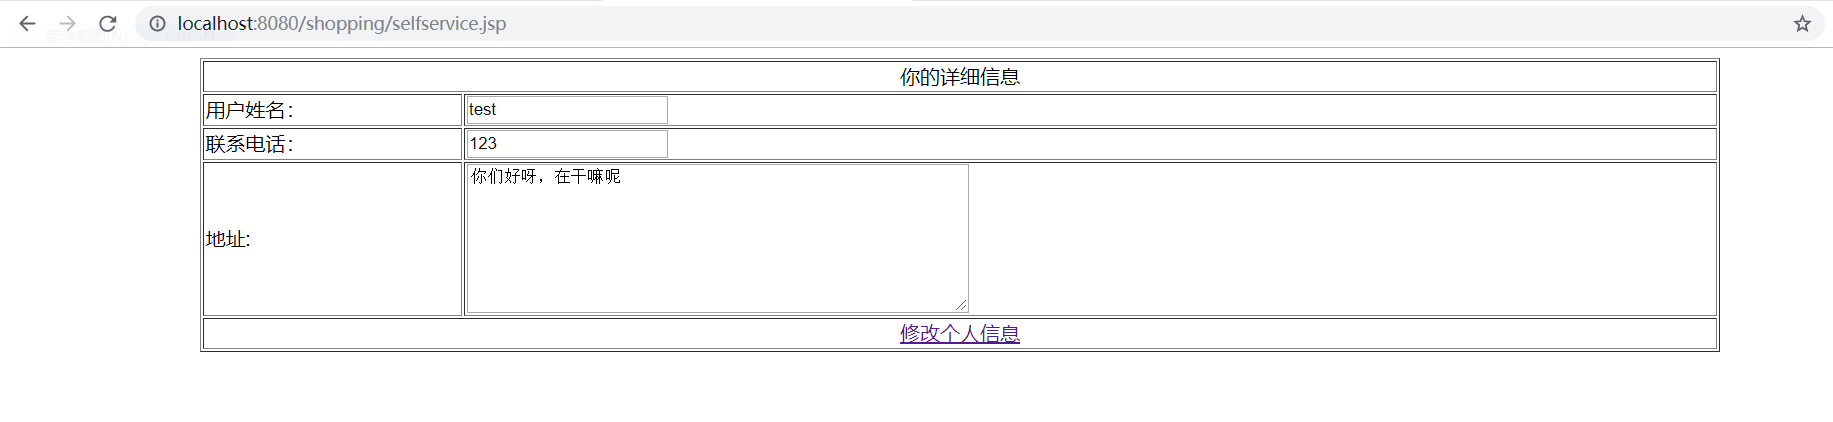 localhost:8080/shopping/selfservice.jsp
你的详细信息
用户姓名：
test
联系电话：
123
地址:
你们好呀，在干嘛呢
修改个人信息